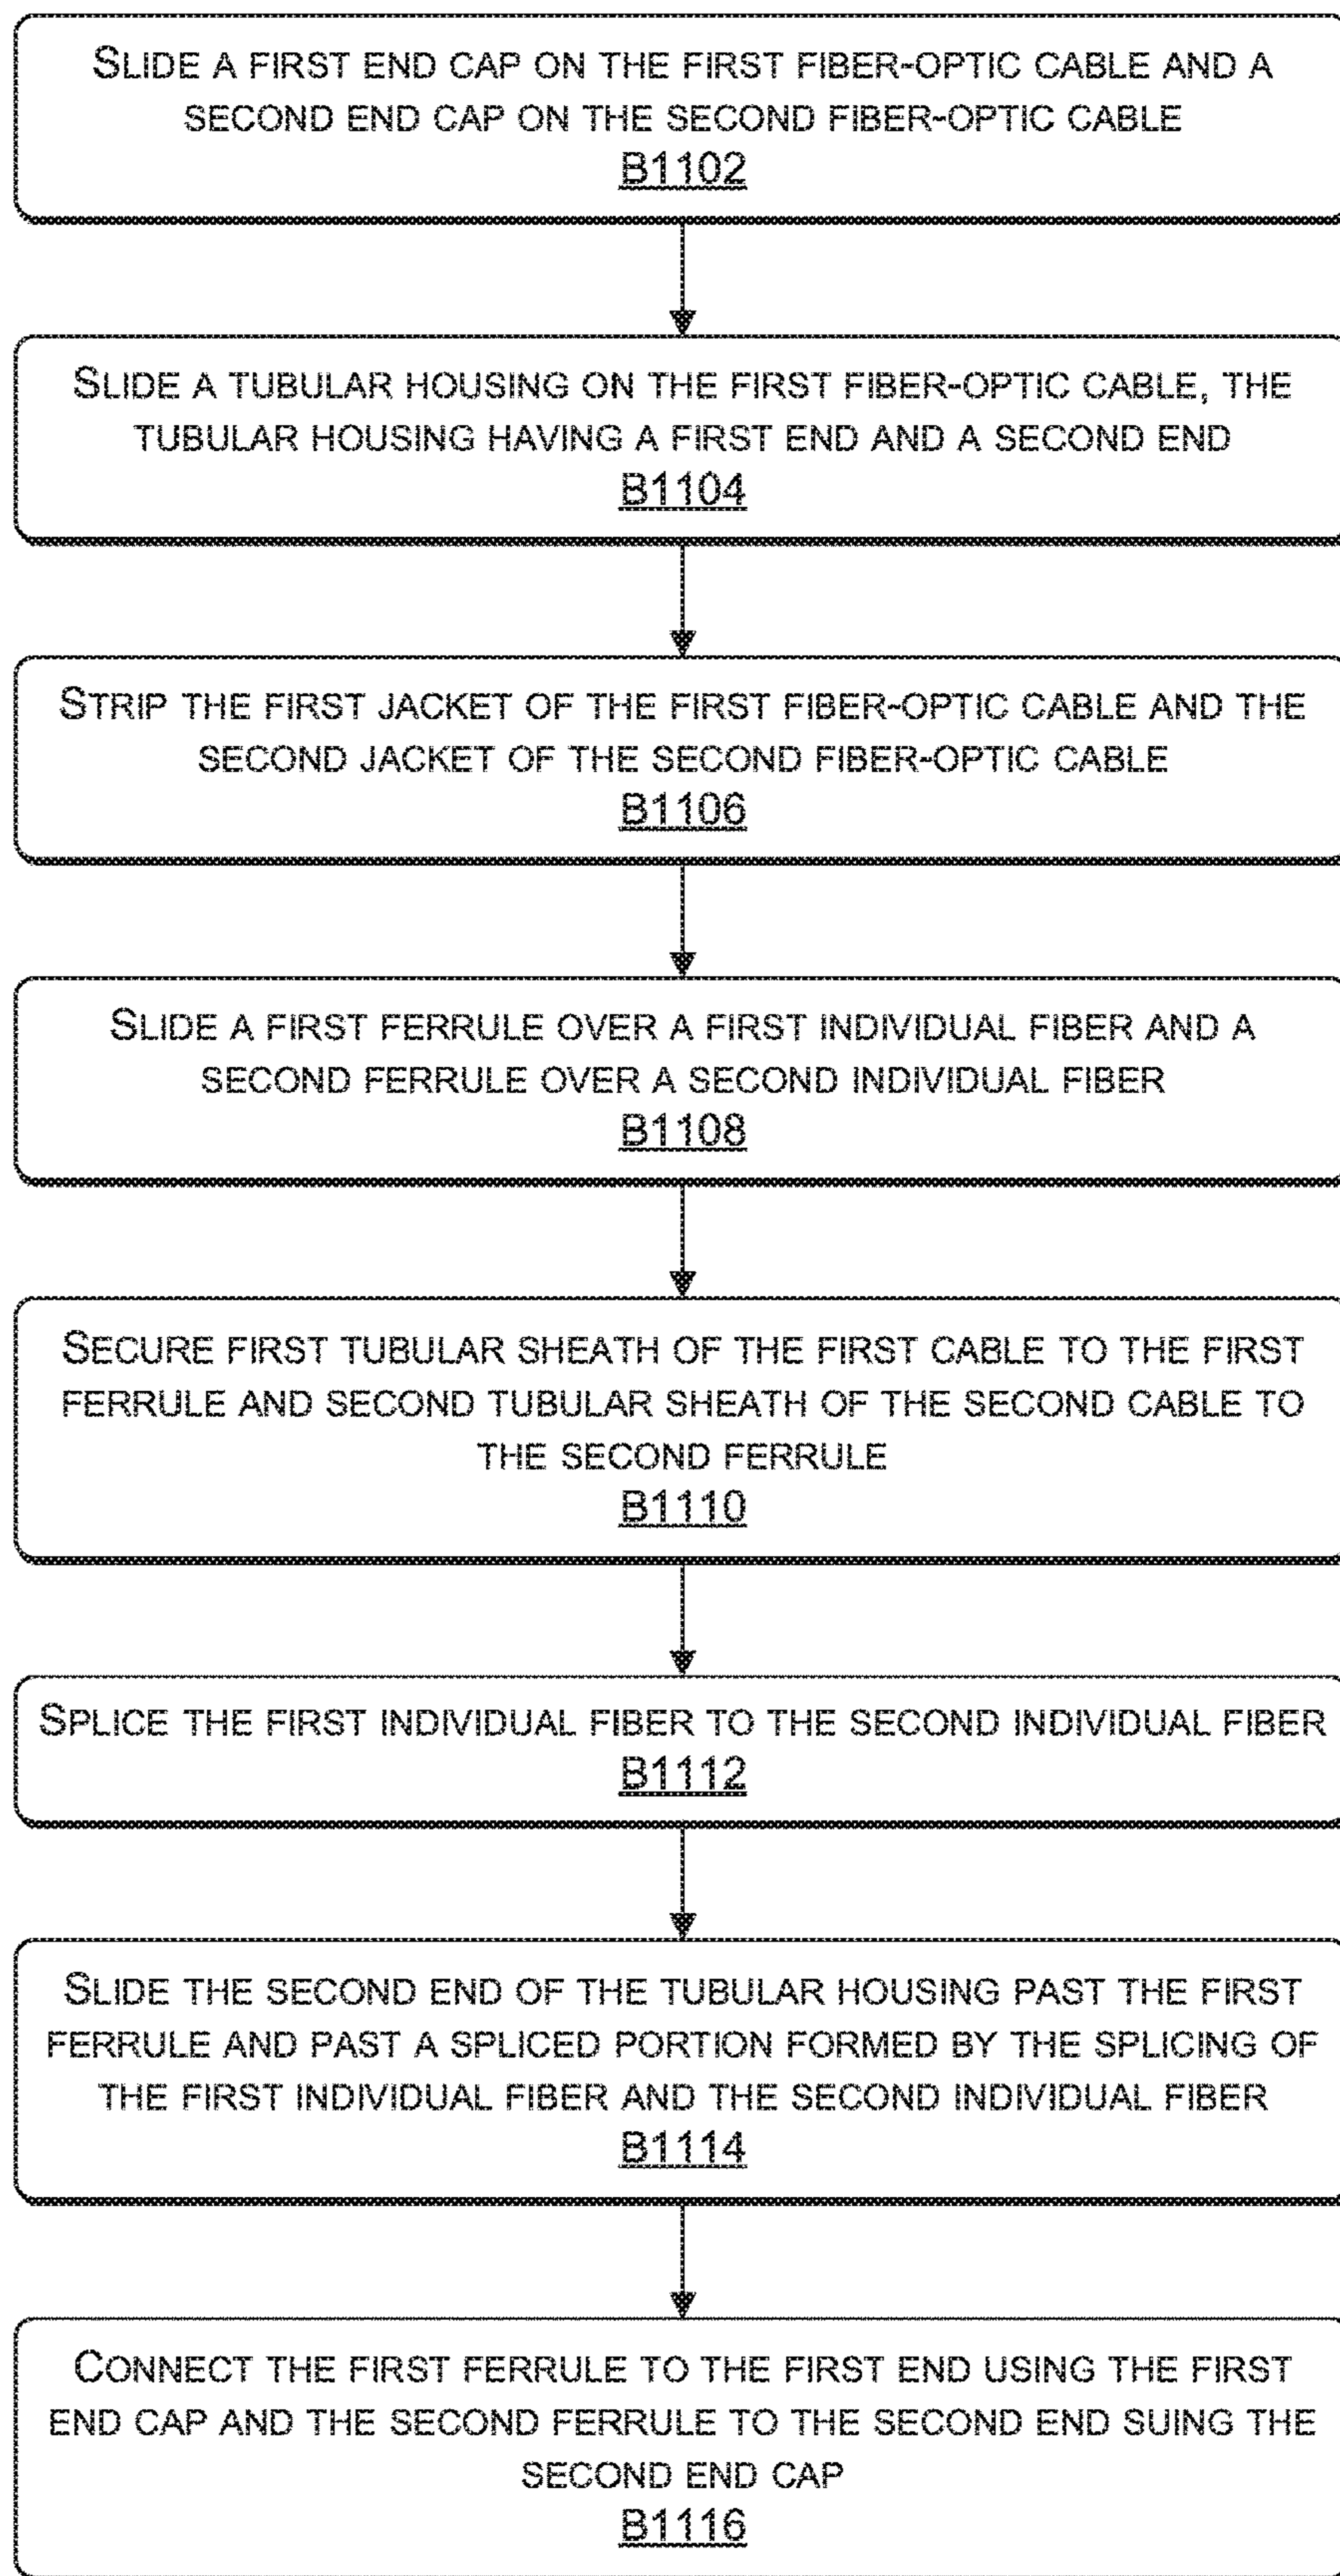 SLIDE A FIRST END CAP ON THE FIRST FIBER-OPTIC CABLE AND A
SECOND END CAP ON THE SECOND FIBER-OPTIC CABLE
B1102
SLIDE A TUBULAR HOUSING ON THE FIRST FIBER-OPTIC CABLE, THE
TUBULAR HOUSING HAVING A FIRST END AND A SECOND END
B1104
STRIP THE FIRST JACKET OF THE FIRST FIBER-OPTIC CABLE AND THE
SECOND JACKET OF THE SECOND FIBER-OPTIC CABLE
B1106
SLIDE A FIRST FERRULE OVER A FIRST INDIVIDUAL FIBER AND A
SECOND FERRULE OVER A SECOND INDIVIDUAL FIBER
B1108
SECURE FIRST TUBULAR SHEATH OF THE FIRST CABLE TO THE FIRST
FERRULE AND SECOND TUBULAR SHEATH OF THE SECOND CABLE TO
THE SECOND FERRULE
B1110
SPLICE THE FIRST INDIVIDUAL FIBER TO THE SECOND INDIVIDUAL FIBER
B1112
SLIDE THE SECOND END OF THE TUBULAR HOUSING PAST THE FIRST
FERRULE AND PAST A SPLICED PORTION FORMED BY THE SPLICING OF
THE FIRST INDIVIDUAL FIBER AND THE SECOND INDIVIDUAL FIBER
B1114
CONNECT THE FIRST FERRULE TO THE FIRST END USING THE FIRST
END CAP AND THE SECOND FERRULE TO THE SECOND END SUING THE
SECOND END CAP
B1116